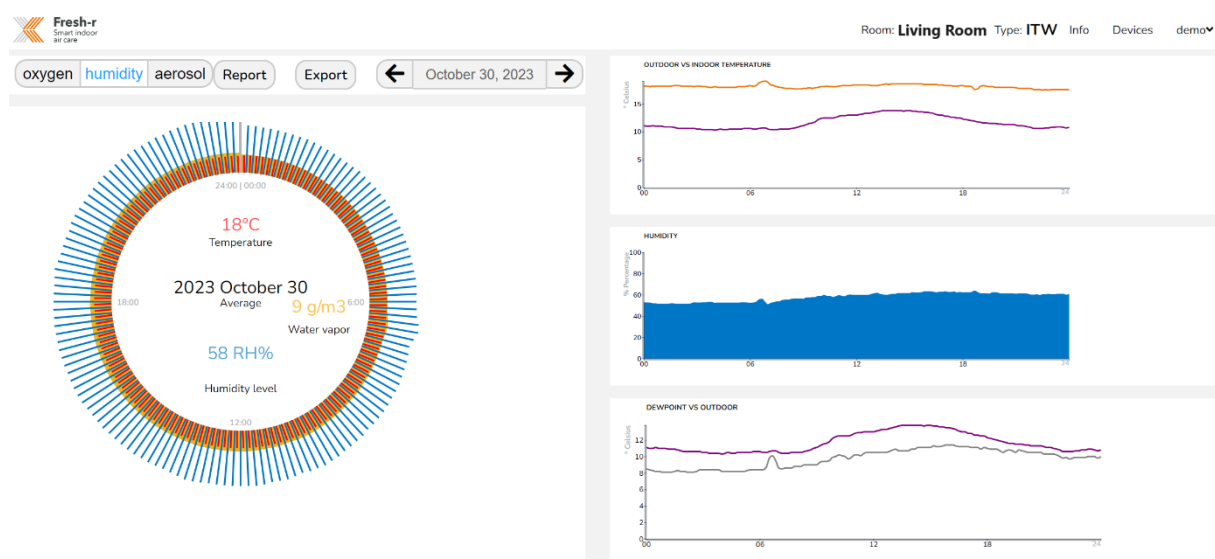 Fresh-r
Smart indoor
air care
Room: Living Room Type: ITW Info Devices demo
oxygen humidity aerosol Report Export October 30, 2023
24:00 | 00:00
18°C
Temperature
2023 October 30
Average
9 g/m3
Water vapor
18:00
6:00
58 RH%
Humidity level
12:00
OUTDOOR VS INDOOR TEMPERATURE
° Celsius
15
10
5
0
00 06 12 18 24
HUMIDITY
% Percentage
100
80
60
40
20
0
00 06 12 18 24
DEWPOINT VS OUTDOOR
° Celsius
12
10
8
6
4
2
0
00 06 12 18 24